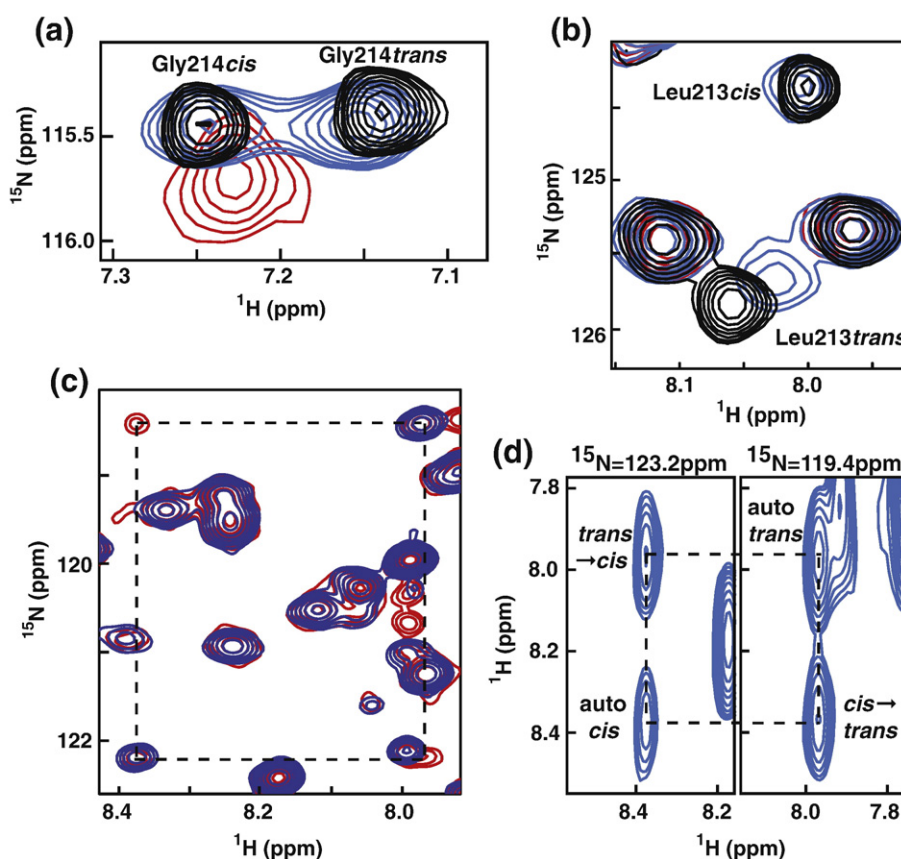 (a)
Gly214cis
Gly214trans
115.5
116.0
¹⁵N (ppm)
7.3
7.2
7.1
¹H (ppm)
(b)
Leu213cis
125
126
¹⁵N (ppm)
Leu213trans
8.1
8.0
¹H (ppm)
(c)
120
122
¹⁵N (ppm)
8.4
8.2
8.0
¹H (ppm)
(d)
¹⁵N=123.2ppm
¹⁵N=119.4ppm
7.8
8.0
8.2
8.4
¹H (ppm)
trans
→cis
auto
cis
auto
trans
cis→
trans
8.4
8.2
8.0
7.8
¹H (ppm)